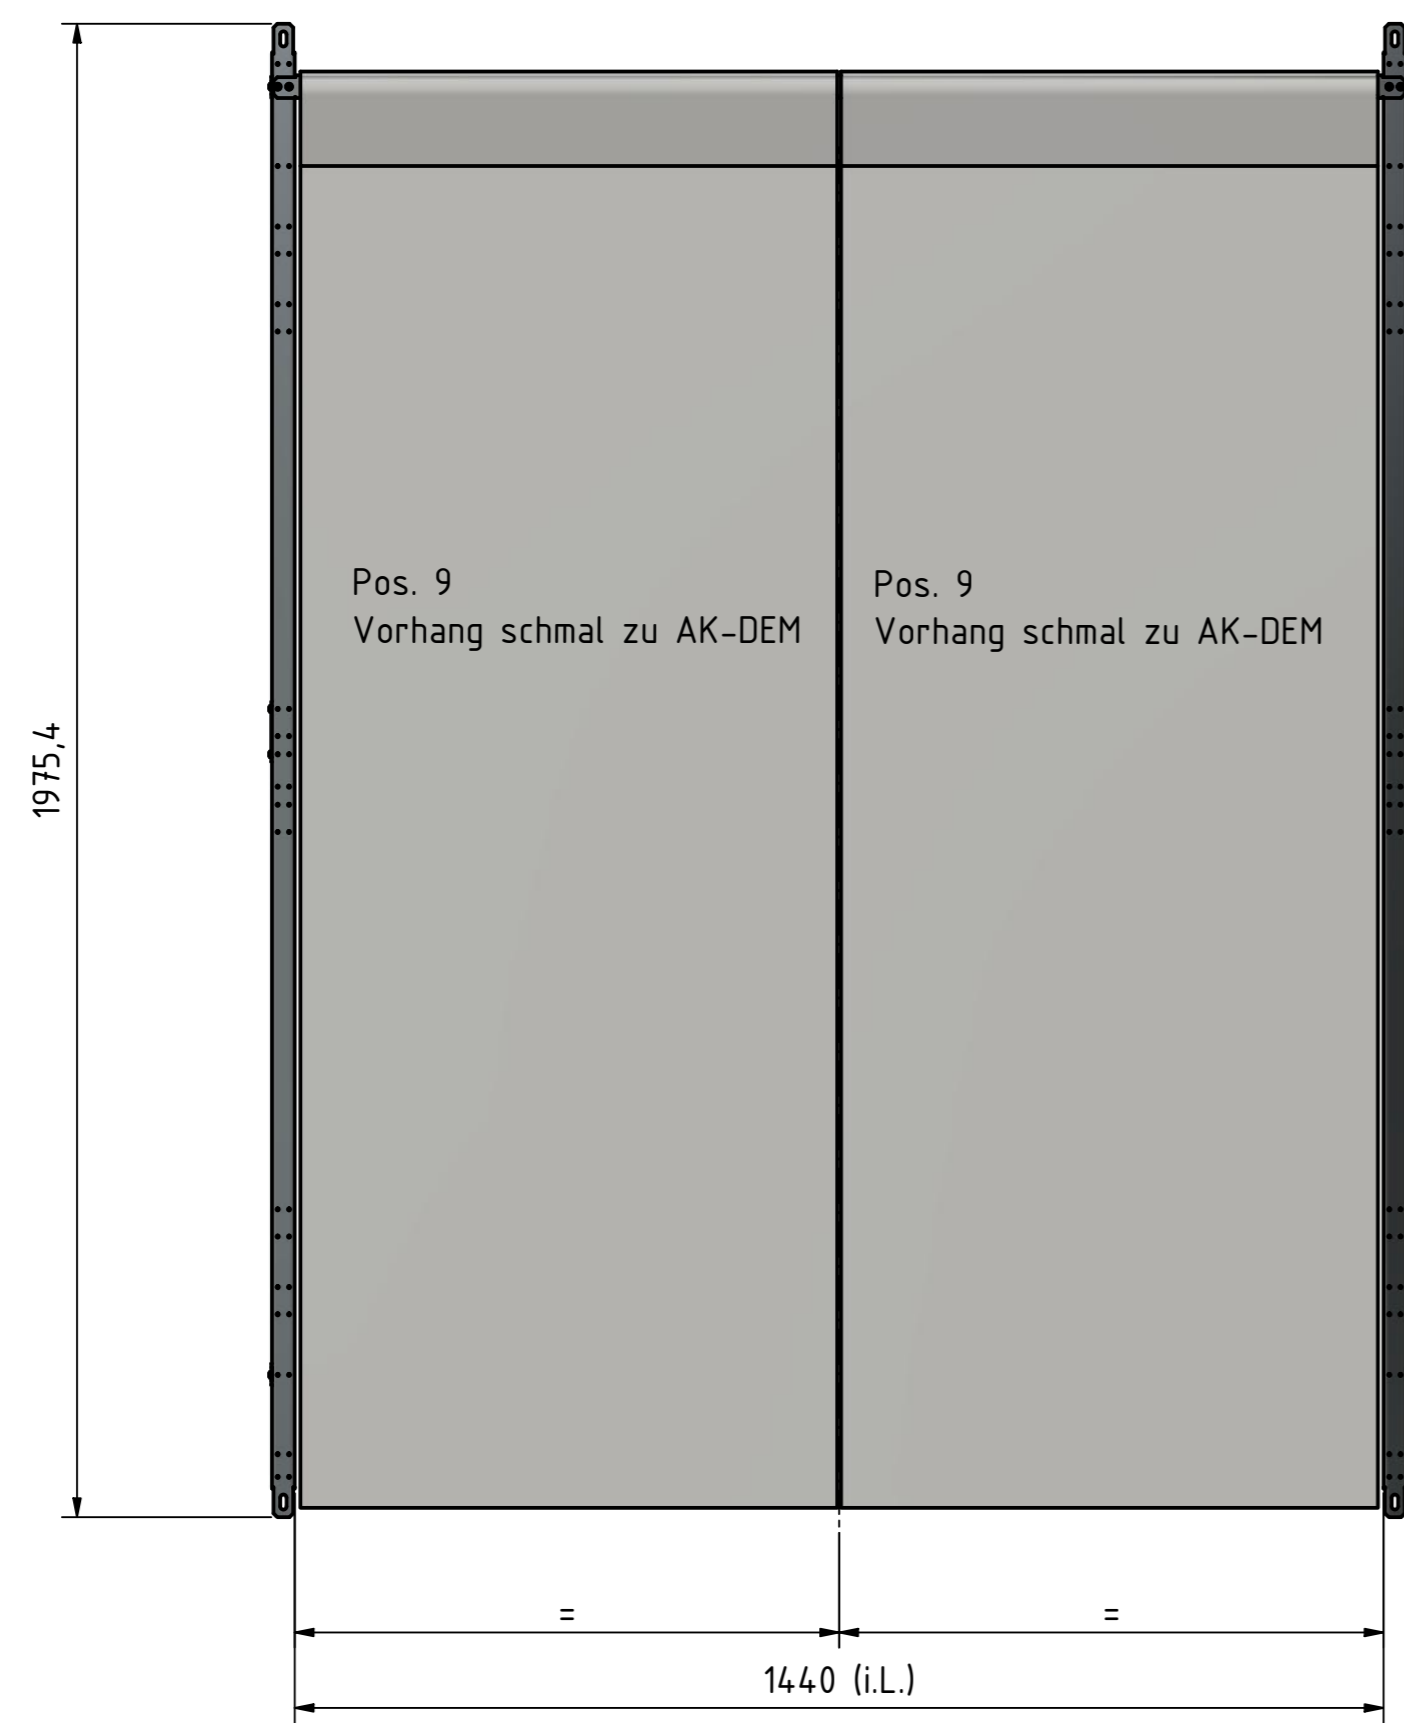 Pos. 9
Vorhang schmal zu AK-DEM
Pos. 9
Vorhang schmal zu AK-DEM
1975,4
=
=
1440 (i.L.)